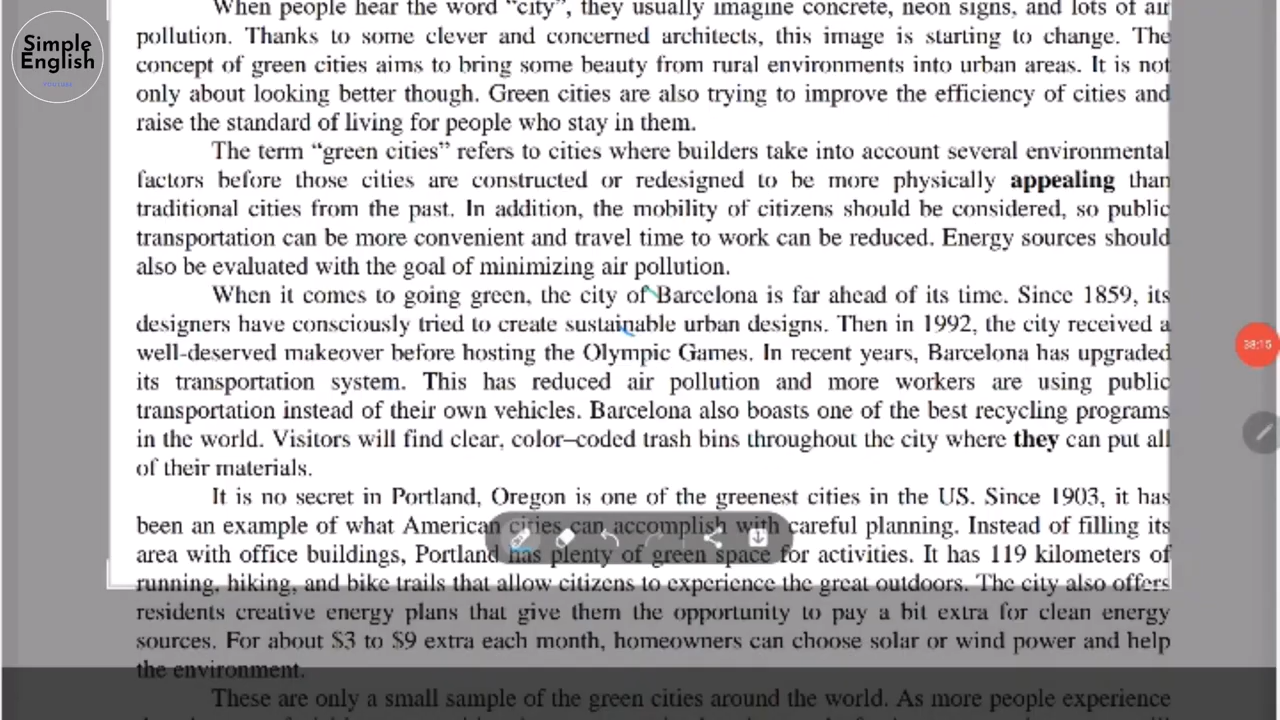 Simple
English
YOUTUBE
When people hear the word “city”, they usually imagine concrete, neon signs, and lots of air
pollution. Thanks to some clever and concerned architects, this image is starting to change. The
concept of green cities aims to bring some beauty from rural environments into urban areas. It is not
only about looking better though. Green cities are also trying to improve the efficiency of cities and
raise the standard of living for people who stay in them.
The term “green cities” refers to cities where builders take into account several environmental
factors before those cities are constructed or redesigned to be more physically appealing than
traditional cities from the past. In addition, the mobility of citizens should be considered, so public
transportation can be more convenient and travel time to work can be reduced. Energy sources should
also be evaluated with the goal of minimizing air pollution.
When it comes to going green, the city of Barcelona is far ahead of its time. Since 1859, its
designers have consciously tried to create sustainable urban designs. Then in 1992, the city received a
well-deserved makeover before hosting the Olympic Games. In recent years, Barcelona has upgraded
its transportation system. This has reduced air pollution and more workers are using public
transportation instead of their own vehicles. Barcelona also boasts one of the best recycling programs
in the world. Visitors will find clear, color–coded trash bins throughout the city where they can put all
of their materials.
It is no secret in Portland, Oregon is one of the greenest cities in the US. Since 1903, it has
been an example of what American cities can accomplish with careful planning. Instead of filling its
area with office buildings, Portland has plenty of green space for activities. It has 119 kilometers of
running, hiking, and bike trails that allow citizens to experience the great outdoors. The city also offers
residents creative energy plans that give them the opportunity to pay a bit extra for clean energy
sources. For about $3 to $9 extra each month, homeowners can choose solar or wind power and help
the environment.
These are only a small sample of the green cities around the world. As more people experience
38:15